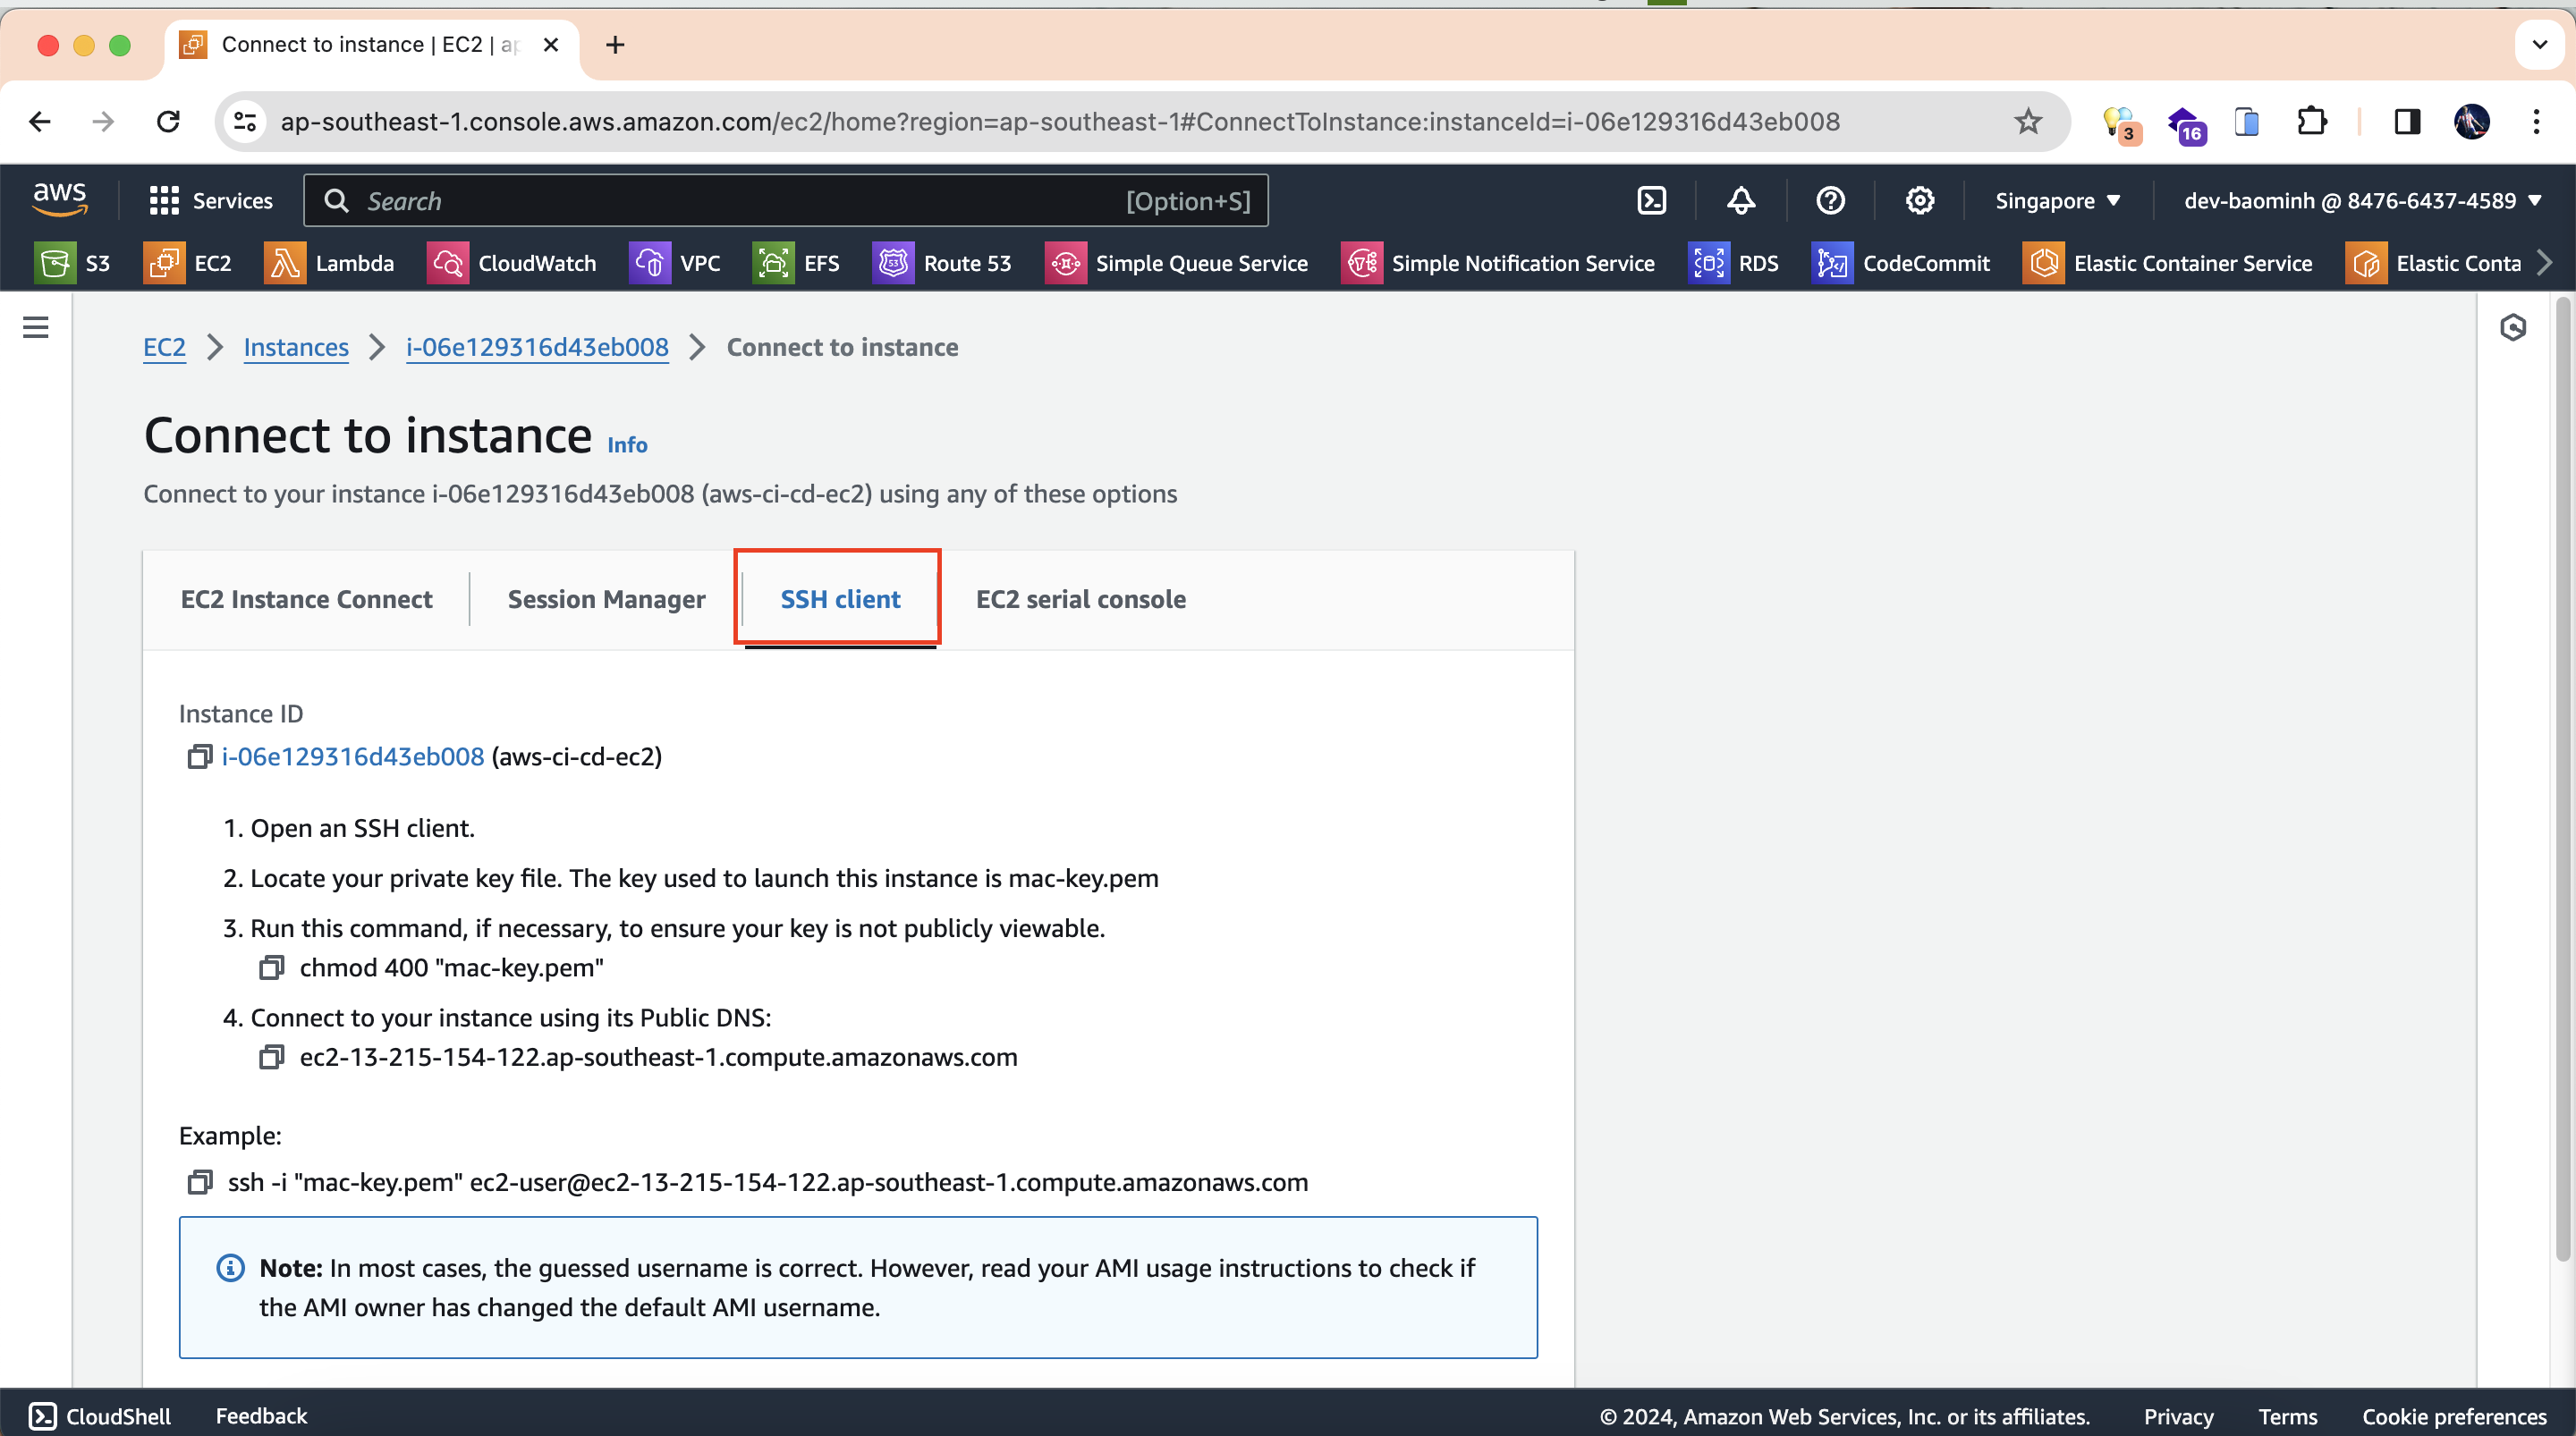 Connect to instance | EC2 | ap
ap-southeast-1.console.aws.amazon.com/ec2/home?region=ap-southeast-1#ConnectToInstance:instanceId=i-06e129316d43eb008
3
16
aws
Services
Search
[Option+S]
Singapore
dev-baominh @ 8476-6437-4589
S3
EC2
Lambda
CloudWatch
VPC
EFS
Route 53
Simple Queue Service
Simple Notification Service
RDS
CodeCommit
Elastic Container Service
Elastic Conta
EC2 > Instances > i-06e129316d43eb008 > Connect to instance
Connect to instance Info
Connect to your instance i-06e129316d43eb008 (aws-ci-cd-ec2) using any of these options
EC2 Instance Connect
Session Manager
SSH client
EC2 serial console
Instance ID
i-06e129316d43eb008 (aws-ci-cd-ec2)
1. Open an SSH client.
2. Locate your private key file. The key used to launch this instance is mac-key.pem
3. Run this command, if necessary, to ensure your key is not publicly viewable.
chmod 400 "mac-key.pem"
4. Connect to your instance using its Public DNS:
ec2-13-215-154-122.ap-southeast-1.compute.amazonaws.com
Example:
ssh -i "mac-key.pem" ec2-user@ec2-13-215-154-122.ap-southeast-1.compute.amazonaws.com
Note: In most cases, the guessed username is correct. However, read your AMI usage instructions to check if
the AMI owner has changed the default AMI username.
CloudShell
Feedback
© 2024, Amazon Web Services, Inc. or its affiliates.
Privacy
Terms
Cookie preferences